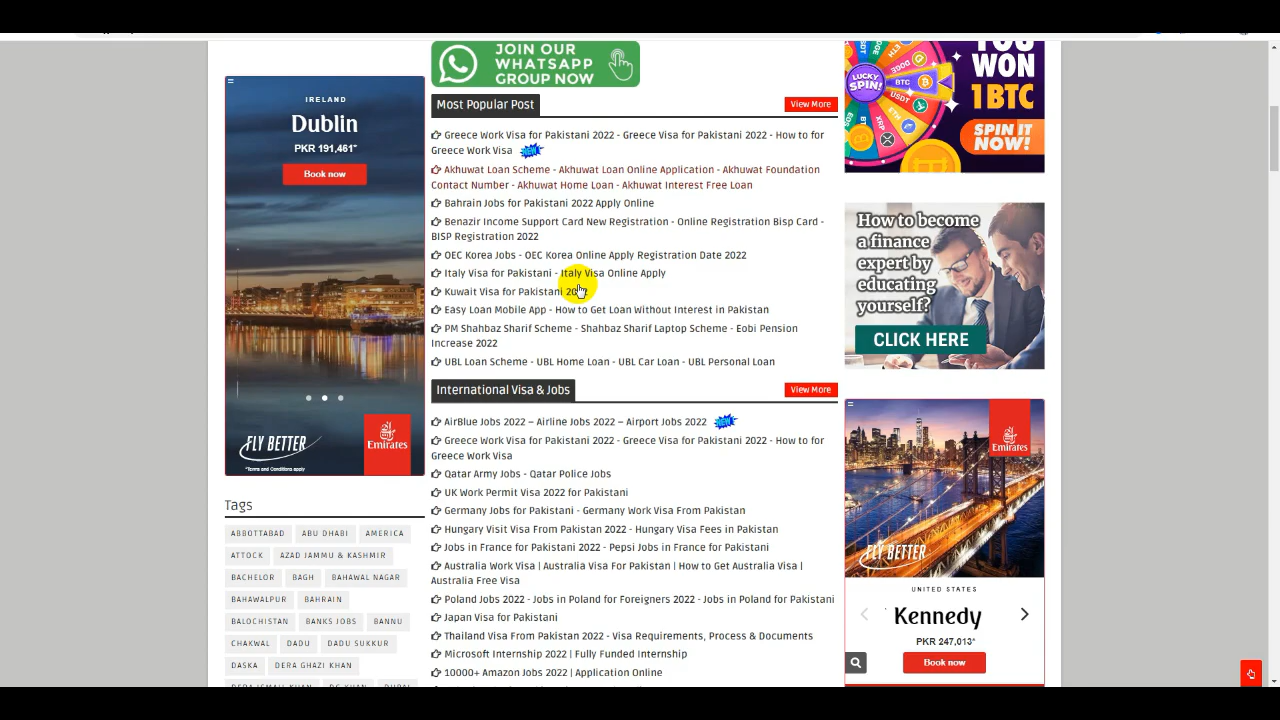 JOIN OUR
WHATSAPP
GROUP NOW
IRELAND
Dublin
PKR 191,461*
Book now
FLY BETTER
Emirates
*Terms and Conditions apply
Tags
ABBOTTABAD ABU DHABI AMERICA
ATTOCK AZAD JAMMU & KASHMIR
BACHELOR BAGH BAHAWAL NAGAR
BAHAWALPUR BAHRAIN
BALOCHISTAN BANKS JOBS BANNU
CHAKWAL DADU DADU SUKKUR
DASKA DERA GHAZI KHAN
Most Popular Post
View More
Greece Work Visa for Pakistani 2022 - Greece Visa for Pakistani 2022 - How to for
Greece Work Visa NEW
Akhuwat Loan Scheme - Akhuwat Loan Online Application - Akhuwat Foundation
Contact Number - Akhuwat Home Loan - Akhuwat Interest Free Loan
Bahrain Jobs for Pakistani 2022 Apply Online
Benazir Income Support Card New Registration - Online Registration Bisp Card -
BISP Registration 2022
OEC Korea Jobs - OEC Korea Online Apply Registration Date 2022
Italy Visa for Pakistani - Italy Visa Online Apply
Kuwait Visa for Pakistani
Easy Loan Mobile App - How to Get Loan Without Interest in Pakistan
PM Shahbaz Sharif Scheme - Shahbaz Sharif Laptop Scheme - Eobi Pension
Increase 2022
UBL Loan Scheme - UBL Home Loan - UBL Car Loan - UBL Personal Loan
International Visa & Jobs
View More
AirBlue Jobs 2022 – Airline Jobs 2022 – Airport Jobs 2022 NEW
Greece Work Visa for Pakistani 2022 - Greece Visa for Pakistani 2022 - How to for
Greece Work Visa
Qatar Army Jobs - Qatar Police Jobs
UK Work Permit Visa 2022 for Pakistani
Germany Jobs for Pakistani - Germany Work Visa From Pakistan
Hungary Visit Visa From Pakistan 2022 - Hungary Visa Fees in Pakistan
Jobs in France for Pakistani 2022 - Pepsi Jobs in France for Pakistani
Australia Work Visa | Australia Visa For Pakistan | How to Get Australia Visa |
Australia Free Visa
Poland Jobs 2022 - Jobs in Poland for Foreigners 2022 - Jobs in Poland for Pakistani
Japan Visa for Pakistani
Thailand Visa From Pakistan 2022 - Visa Requirements, Process & Documents
Microsoft Internship 2022 | Fully Funded Internship
10000+ Amazon Jobs 2022 | Application Online
YOU
WON
1BTC
LUCKY
SPIN!
SPIN IT
NOW!
ETH
DOGE
BTC
USDT
XRP
How to become
a finance
expert by
educating
yourself?
CLICK HERE
Emirates
FLY BETTER
UNITED STATES
Kennedy
PKR 247,013*
Book now